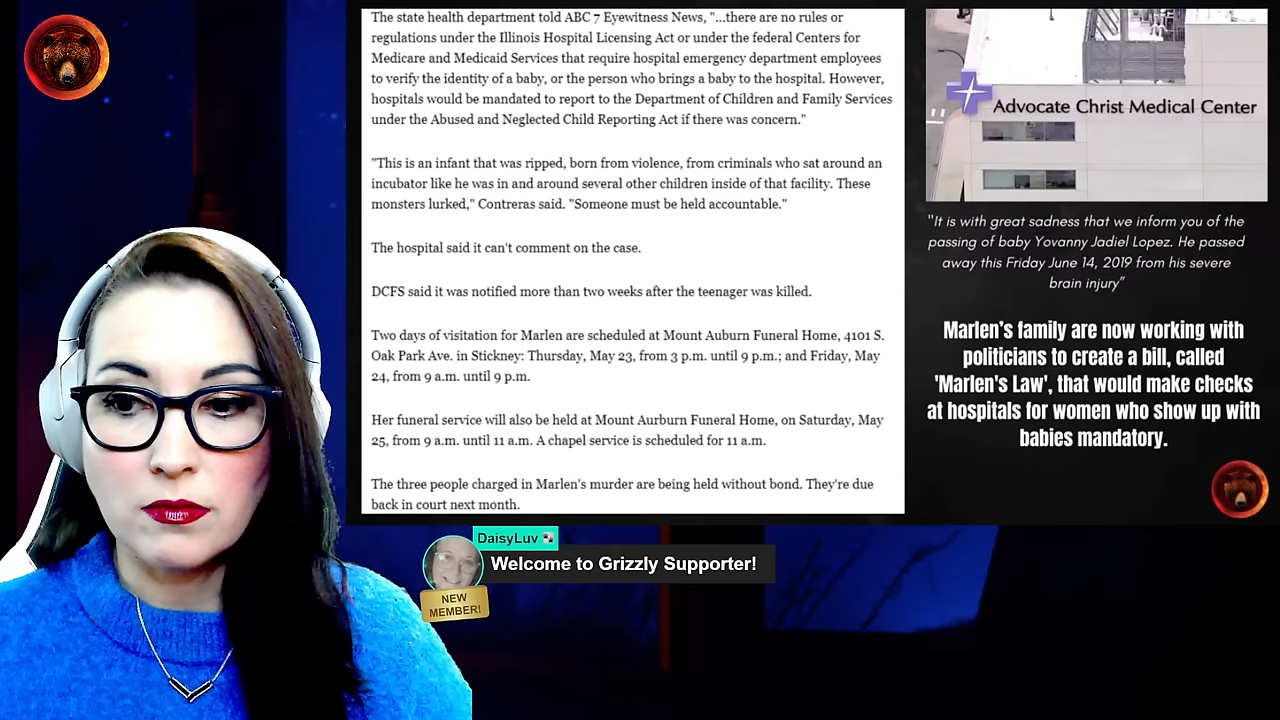 The state health department told ABC 7 Eyewitness News, "...there are no rules or
regulations under the Illinois Hospital Licensing Act or under the federal Centers for
Medicare and Medicaid Services that require hospital emergency department employees
to verify the identity of a baby, or the person who brings a baby to the hospital. However,
hospitals would be mandated to report to the Department of Children and Family Services
under the Abused and Neglected Child Reporting Act if there was concern."
"This is an infant that was ripped, born from violence, from criminals who sat around an
incubator like he was in and around several other children inside of that facility. These
monsters lurked," Contreras said. "Someone must be held accountable."
The hospital said it can't comment on the case.
DCFS said it was notified more than two weeks after the teenager was killed.
Two days of visitation for Marlen are scheduled at Mount Auburn Funeral Home, 4101 S.
Oak Park Ave. in Stickney: Thursday, May 23, from 3 p.m. until 9 p.m.; and Friday, May
24, from 9 a.m. until 9 p.m.
Her funeral service will also be held at Mount Aurburn Funeral Home, on Saturday, May
25, from 9 a.m. until 11 a.m. A chapel service is scheduled for 11 a.m.
The three people charged in Marlen's murder are being held without bond. They're due
back in court next month.
Advocate Christ Medical Center
"It is with great sadness that we inform you of the
passing of baby Yovanny Jadiel Lopez. He passed
away this Friday June 14, 2019 from his severe
brain injury"
Marlen's family are now working with
politicians to create a bill, called
'Marlen's Law', that would make checks
at hospitals for women who show up with
babies mandatory.
DaisyLuv
Welcome to Grizzly Supporter!
NEW
MEMBER!